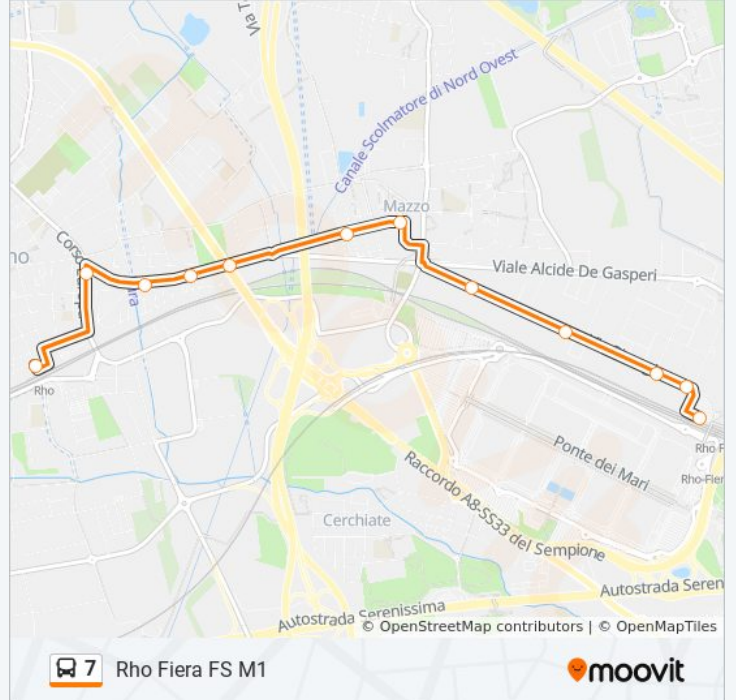 Via T
Canale Scolmatore di Nord Ovest
Mazzo
no
Corso
Viale Alcide De Gasperi
ra
Rho
Ponte dei Mari
Rho F
Rho-Fier
Raccordo A8-SS33 del Sempione
Cerchiate
Autostrada Seren
Autostrada Serenissima
© OpenStreetMap contributors | © OpenMapTiles
7 Rho Fiera FS M1
moovit